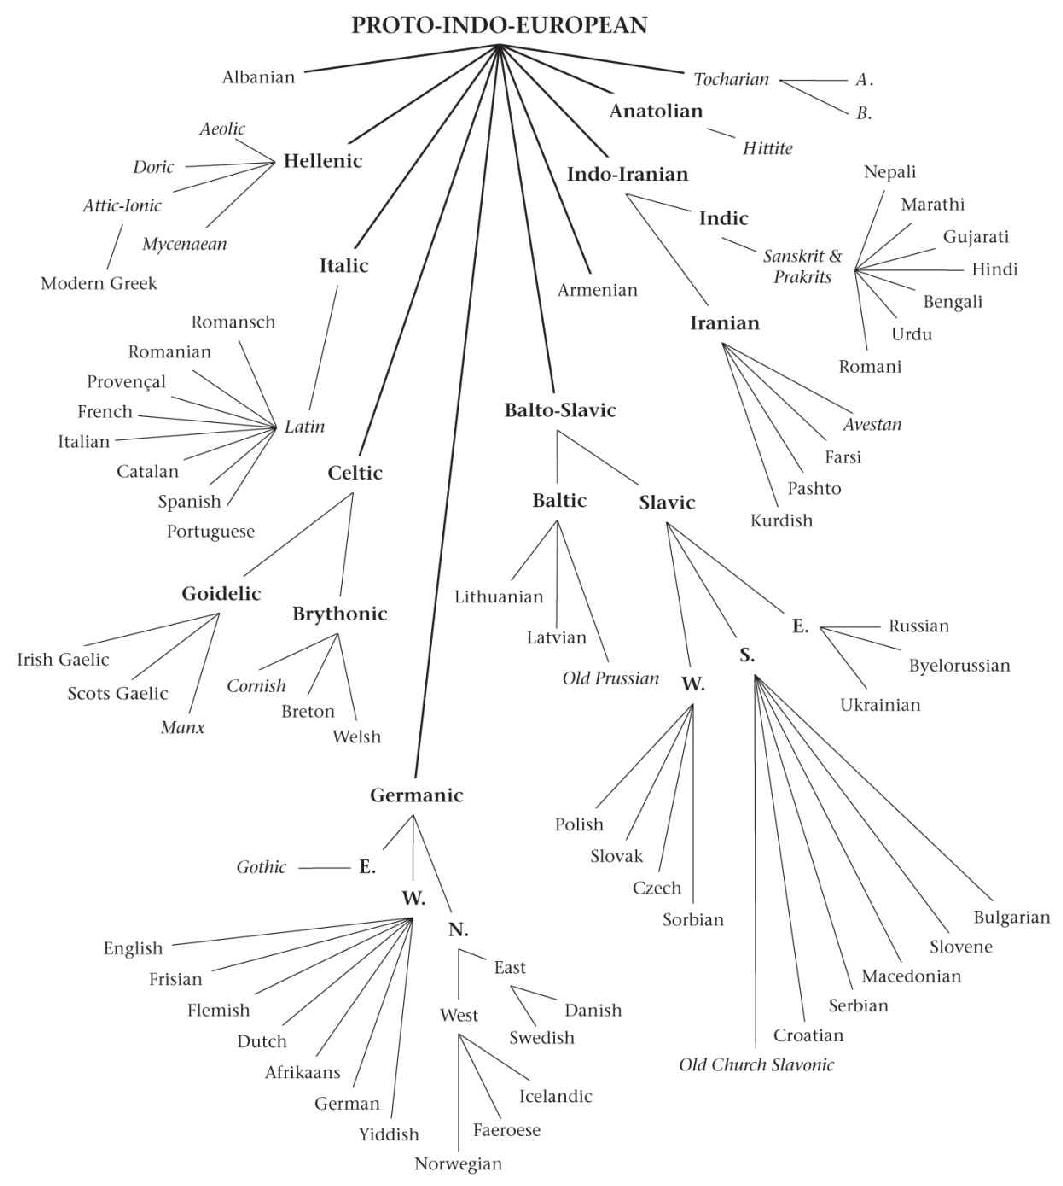 PROTO-INDO-EUROPEAN
Albanian
Tocharian
A.
B.
Anatolian
Hittite
Aeolic
Doric
Hellenic
Attic-Ionic
Mycenaean
Modern Greek
Indo-Iranian
Indic
Sanskrit &
Prakrits
Nepali
Marathi
Gujarati
Hindi
Bengali
Urdu
Romani
Italic
Armenian
Iranian
Avestan
Farsi
Pashto
Kurdish
Romansch
Romanian
Provençal
French
Italian
Catalan
Spanish
Portuguese
Latin
Celtic
Balto-Slavic
Baltic
Slavic
Goidelic
Brythonic
Irish Gaelic
Scots Gaelic
Manx
Cornish
Breton
Welsh
Lithuanian
Latvian
Old Prussian
E.
Russian
Byelorussian
Ukrainian
S.
W.
Polish
Slovak
Czech
Sorbian
Bulgarian
Slovene
Macedonian
Serbian
Croatian
Old Church Slavonic
Germanic
Gothic
E.
W.
N.
English
Frisian
Flemish
Dutch
Afrikaans
German
Yiddish
East
Danish
Swedish
West
Icelandic
Faeroese
Norwegian